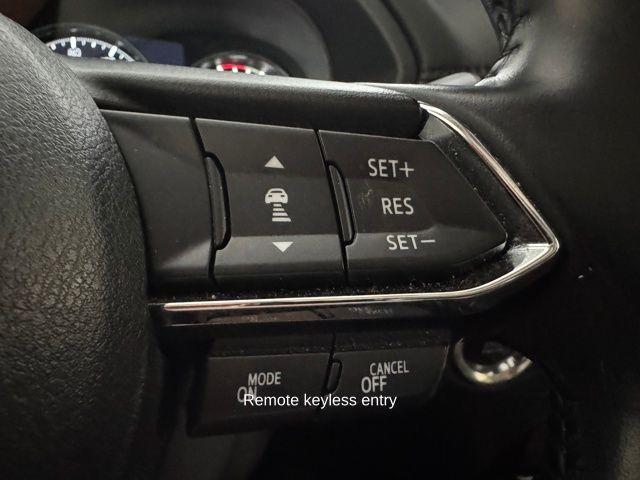 SET+
RES
SET−
MODE
ON
CANCEL
OFF
Remote keyless entry